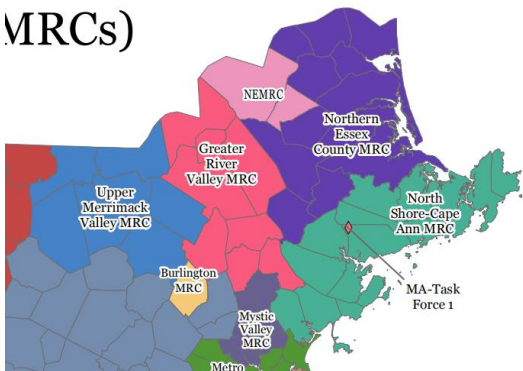 MRCs)
NEMRC
Northern
Essex
County MRC
Greater
River
Valley MRC
Upper
Merrimack
Valley MRC
North
Shore-Cape
Ann MRC
Burlington
MRC
MA-Task
Force 1
Mystic
Valley
MRC
Metro